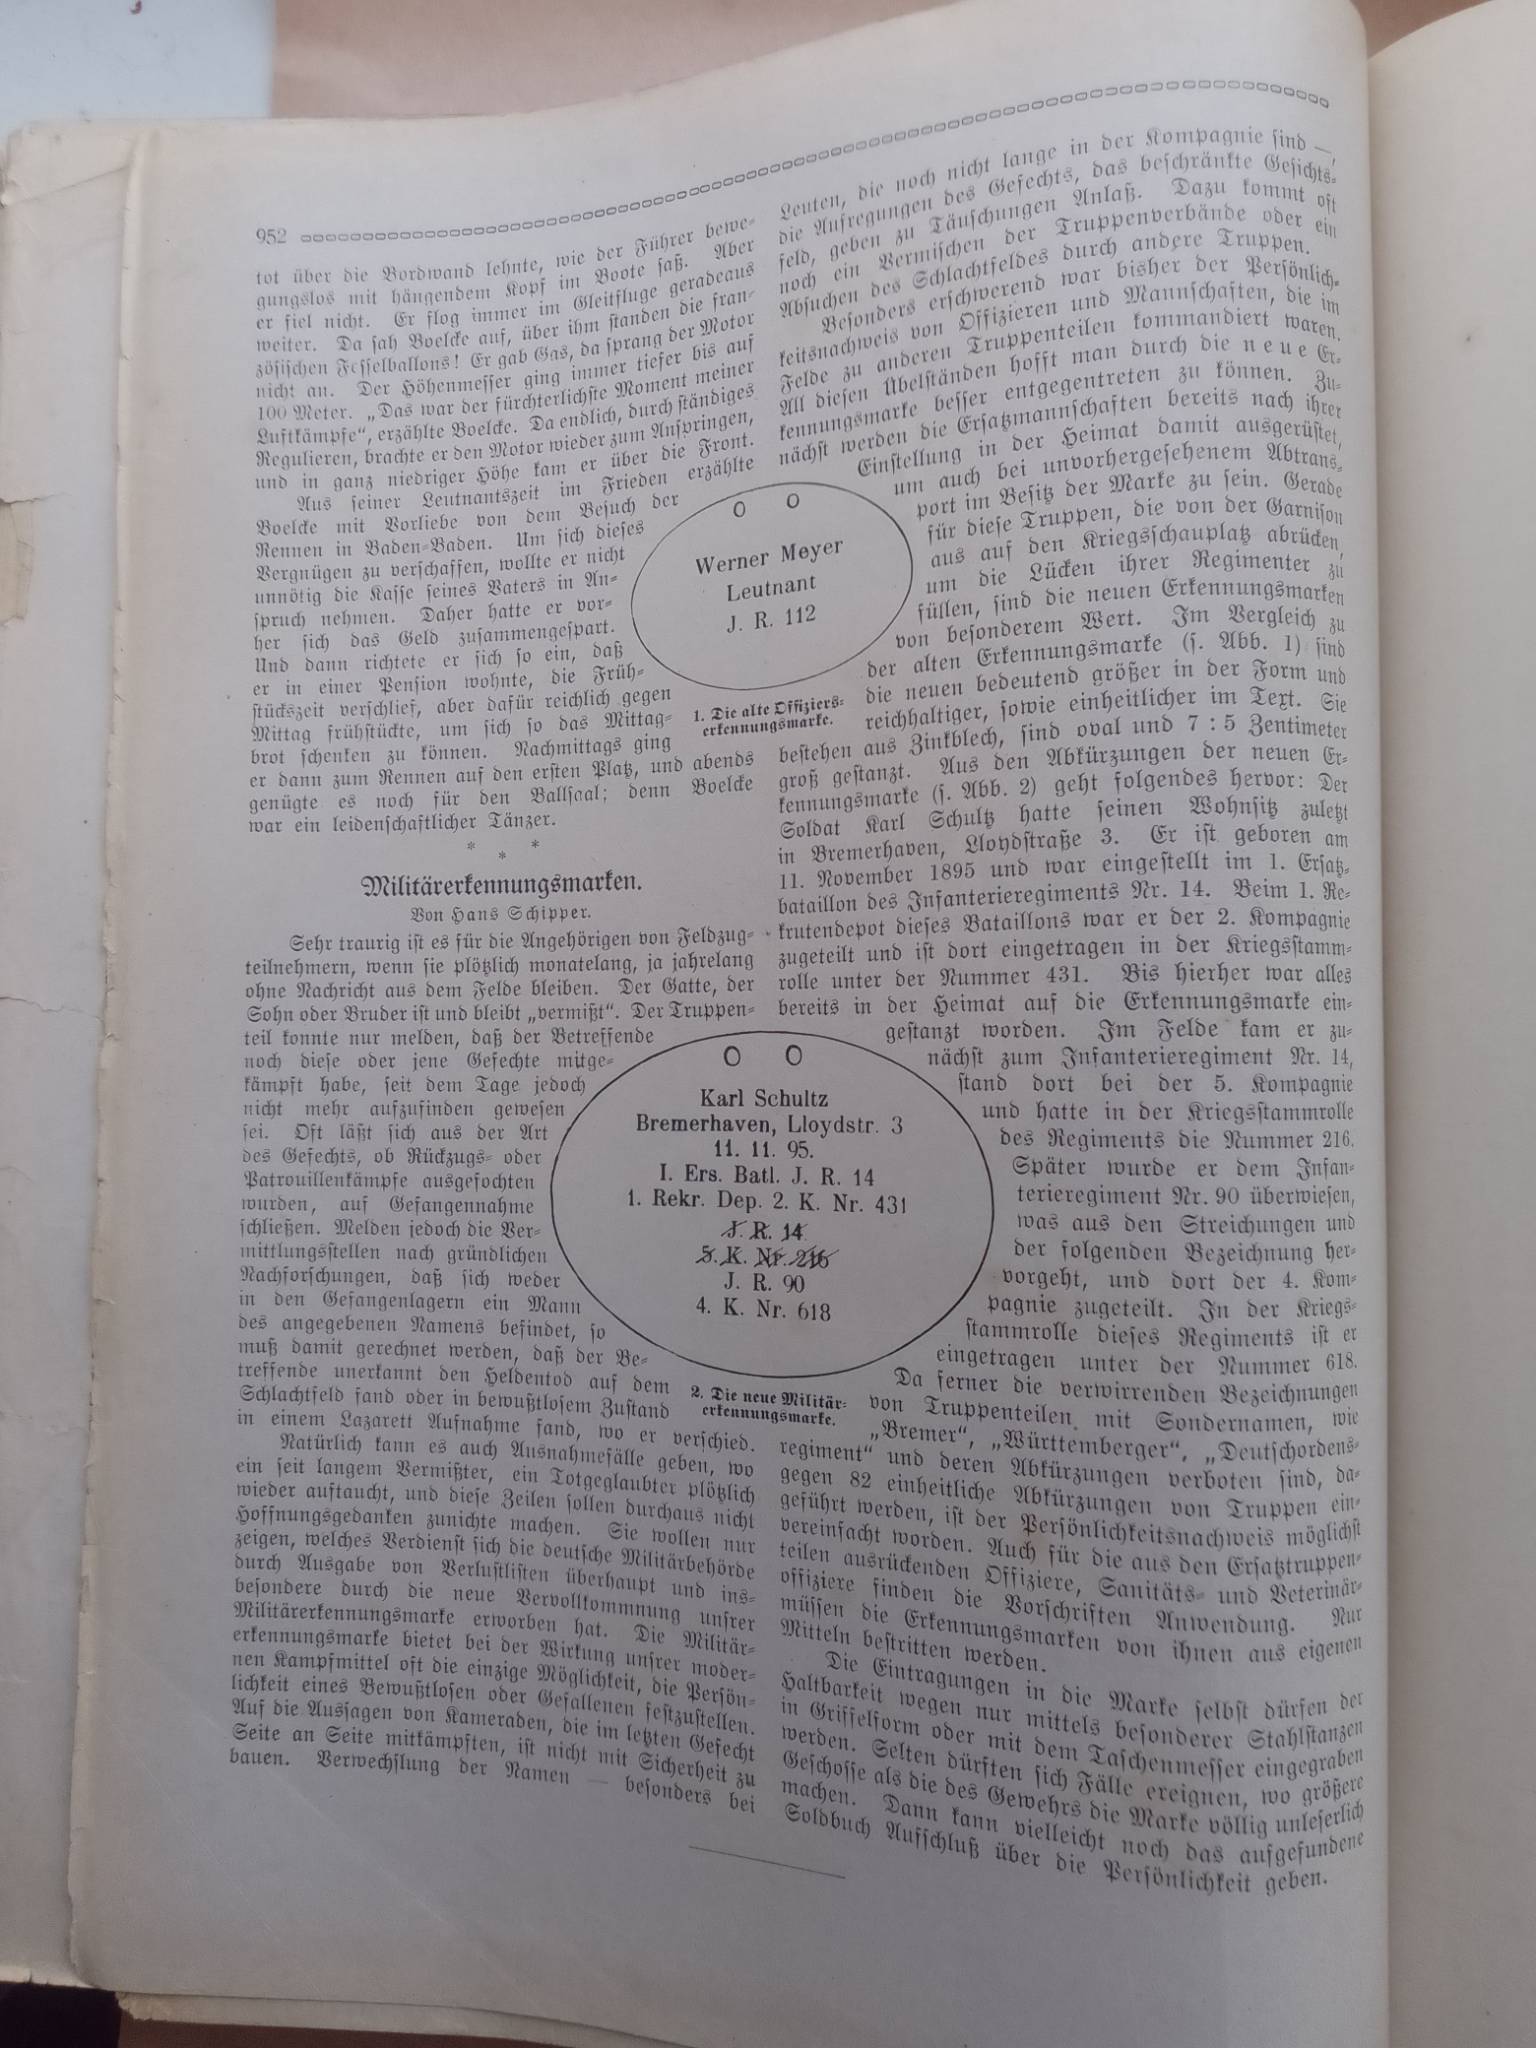 952
tot über die Bordwand lehnte, wie der Führer bewe-
gungslos mit hängendem Kopf im Boote saß. Aber
er fiel nicht. Er flog immer im Gleitfluge geradeaus
weiter. Da sah Boelcke auf, über ihm standen die fran-
zösischen Fesselballons! Er gab Gas, da sprang der Motor
nicht an. Der Höhenmesser ging immer tiefer bis auf
100 Meter. „Das war der fürchterlichste Moment meiner
Luftkämpfe“, erzählte Boelcke. Da endlich, durch ständiges
Regulieren, brachte er den Motor wieder zum Anspringen,
und in ganz niedriger Höhe kam er über die Front.
Aus seiner Leutnantszeit im Frieden erzählte
Boelcke mit Vorliebe von dem Besuch der
Rennen in Baden-Baden. Um sich dieses
Vergnügen zu verschaffen, wollte er nicht
unnötig die Kasse seines Vaters in An-
spruch nehmen. Daher hatte er vor-
her sich das Geld zusammengespart.
Und dann richtete er sich so ein, daß
er in einer Pension wohnte, die Früh-
stückszeit verschlief, aber dafür reichlich gegen
Mittag frühstückte, um sich so das Mittag-
brot schenken zu können. Nachmittags ging
er dann zum Rennen auf den ersten Platz, und abends
genügte es noch für den Ballsaal; denn Boelcke
war ein leidenschaftlicher Tänzer.
* * *
Militärerkennungsmarken.
Von Hans Schipper.
Sehr traurig ist es für die Angehörigen von Feldzug-
teilnehmern, wenn sie plötzlich monatelang, ja jahrelang
ohne Nachricht aus dem Felde bleiben. Der Gatte, der
Sohn oder Bruder ist und bleibt „vermißt“. Der Truppen-
teil konnte nur melden, daß der Betreffende
noch diese oder jene Gefechte mitge-
kämpft habe, seit dem Tage jedoch
nicht mehr aufzufinden gewesen
sei. Oft läßt sich aus der Art
des Gefechts, ob Rückzugs- oder
Patrouillenkämpfe ausgefochten
wurden, auf Gefangennahme
schließen. Melden jedoch die Ver-
mittlungsstellen nach gründlichen
Nachforschungen, daß sich weder
in den Gefangenlagern ein Mann
des angegebenen Namens befindet, so
muß damit gerechnet werden, daß der Be-
treffende unerkannt den Heldentod auf dem
Schlachtfeld fand oder in bewußtlosem Zustand
in einem Lazarett Aufnahme fand, wo er verschied.
Natürlich kann es auch Ausnahmefälle geben, wo
ein seit langem Vermißter, ein Totgeglaubter plötzlich
wieder auftaucht, und diese Zeilen sollen durchaus nicht
Hoffnungsgedanken zunichte machen. Sie wollen nur
zeigen, welches Verdienst sich die deutsche Militärbehörde
durch Ausgabe von Verlustlisten überhaupt und ins-
besondere durch die neue Vervollkommnung unsrer
Militärerkennungsmarke erworben hat. Die Militär-
erkennungsmarke bietet bei der Wirkung unsrer moder-
nen Kampfmittel oft die einzige Möglichkeit, die Persön-
lichkeit eines Bewußtlosen oder Gefallenen festzustellen.
Auf die Aussagen von Kameraden, die im letzten Gefecht
Seite an Seite mitkämpften, ist nicht mit Sicherheit zu
bauen. Verwechslung der Namen — besonders bei
Leuten, die noch nicht lange in der Kompagnie sind —,
die Aufregungen des Gefechts, das beschränkte Gesichts-
feld, geben zu Täuschungen Anlaß. Dazu kommt oft
noch ein Vermischen der Truppenverbände oder ein
Absuchen des Schlachtfeldes durch andere Truppen.
Besonders erschwerend war bisher der Persönlich-
keitsnachweis von Offizieren und Mannschaften, die im
Felde zu anderen Truppenteilen kommandiert waren.
All diesen Übelständen hofft man durch die neue Er-
kennungsmarke besser entgegentreten zu können. Zu-
nächst werden die Ersatzmannschaften bereits nach ihrer
Einstellung in der Heimat damit ausgerüstet,
um auch bei unvorhergesehenem Abtrans-
port im Besitz der Marke zu sein. Gerade
für diese Truppen, die von der Garnison
aus auf den Kriegsschauplatz abrücken,
um die Lücken ihrer Regimenter zu
füllen, sind die neuen Erkennungsmarken
von besonderem Wert. Im Vergleich zu
der alten Erkennungsmarke (s. Abb. 1) sind
die neuen bedeutend größer in der Form und
reichhaltiger, sowie einheitlicher im Text. Sie
bestehen aus Zinkblech, sind oval und 7 : 5 Zentimeter
groß gestanzt. Aus den Abkürzungen der neuen Er-
kennungsmarke (s. Abb. 2) geht folgendes hervor: Der
Soldat Karl Schultz hatte seinen Wohnsitz zuletzt
in Bremerhaven, Lloydstraße 3. Er ist geboren am
11. November 1895 und war eingestellt im 1. Ersatz-
bataillon des Infanterieregiments Nr. 14. Beim 1. Re-
krutendepot dieses Bataillons war er der 2. Kompagnie
zugeteilt und ist dort eingetragen in der Kriegsstamm-
rolle unter der Nummer 431. Bis hierher war alles
bereits in der Heimat auf die Erkennungsmarke ein-
gestanzt worden. Im Felde kam er zu-
nächst zum Infanterieregiment Nr. 14,
stand dort bei der 5. Kompagnie
und hatte in der Kriegsstammrolle
des Regiments die Nummer 216.
Später wurde er dem Infan-
terieregiment Nr. 90 überwiesen,
was aus den Streichungen und
der folgenden Bezeichnung her-
vorgeht, und dort der 4. Kom-
pagnie zugeteilt. In der Kriegs-
stammrolle dieses Regiments ist er
eingetragen unter der Nummer 618.
Da ferner die verwirrenden Bezeichnungen
von Truppenteilen mit Sondernamen, wie
„Bremer“, „Württemberger“, „Deutschordens-
regiment“ und deren Abkürzungen verboten sind, da-
gegen 82 einheitliche Abkürzungen von Truppen ein-
geführt werden, ist der Persönlichkeitsnachweis möglichst
vereinfacht worden. Auch für die aus den Ersatztruppen-
teilen ausrückenden Offiziere, Sanitäts- und Veterinär-
offiziere finden die Vorschriften Anwendung. Nur
müssen die Erkennungsmarken von ihnen aus eigenen
Mitteln bestritten werden.
Die Eintragungen in die Marke selbst dürfen der
Haltbarkeit wegen nur mittels besonderer Stahlstanzen
in Griffelform oder mit dem Taschenmesser eingegraben
werden. Selten dürften sich Fälle ereignen, wo größere
Geschosse als die des Gewehrs die Marke völlig unleserlich
machen. Dann kann vielleicht noch das aufgefundene
Soldbuch Aufschluß über die Persönlichkeit geben.
Werner Meyer
Leutnant
J. R. 112
1. Die alte Offiziers-
erkennungsmarke.
Karl Schultz
Bremerhaven, Lloydstr. 3
11. 11. 95.
I. Ers. Batl. J. R. 14
1. Rekr. Dep. 2. K. Nr. 431
J. R. 14
5. K. Nr. 216
J. R. 90
4. K. Nr. 618
2. Die neue Militär-
erkennungsmarke.